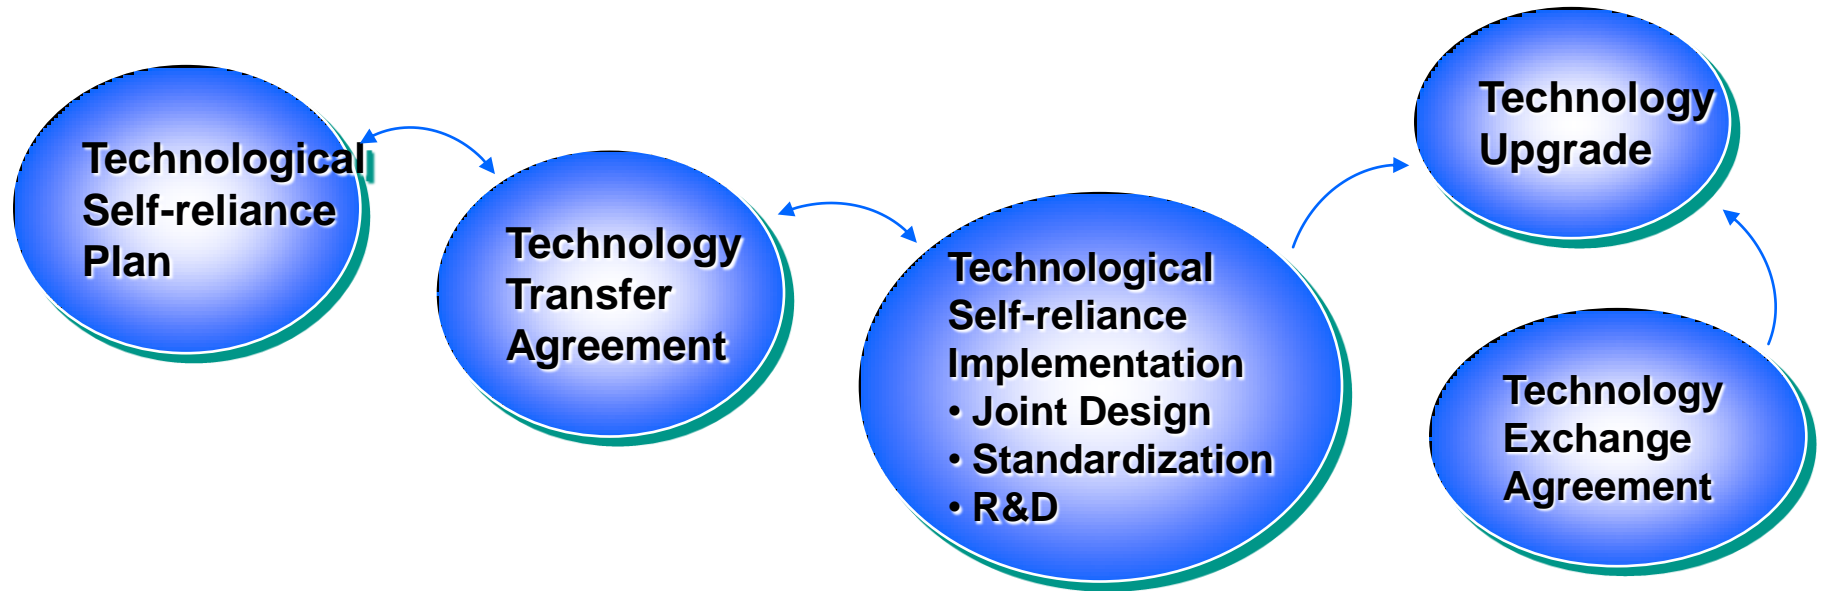 Technological
Self-reliance
Plan
Technology
Transfer
Agreement
Technological
Self-reliance
Implementation
• Joint Design
• Standardization
• R&D
Technology
Upgrade
Technology
Exchange
Agreement